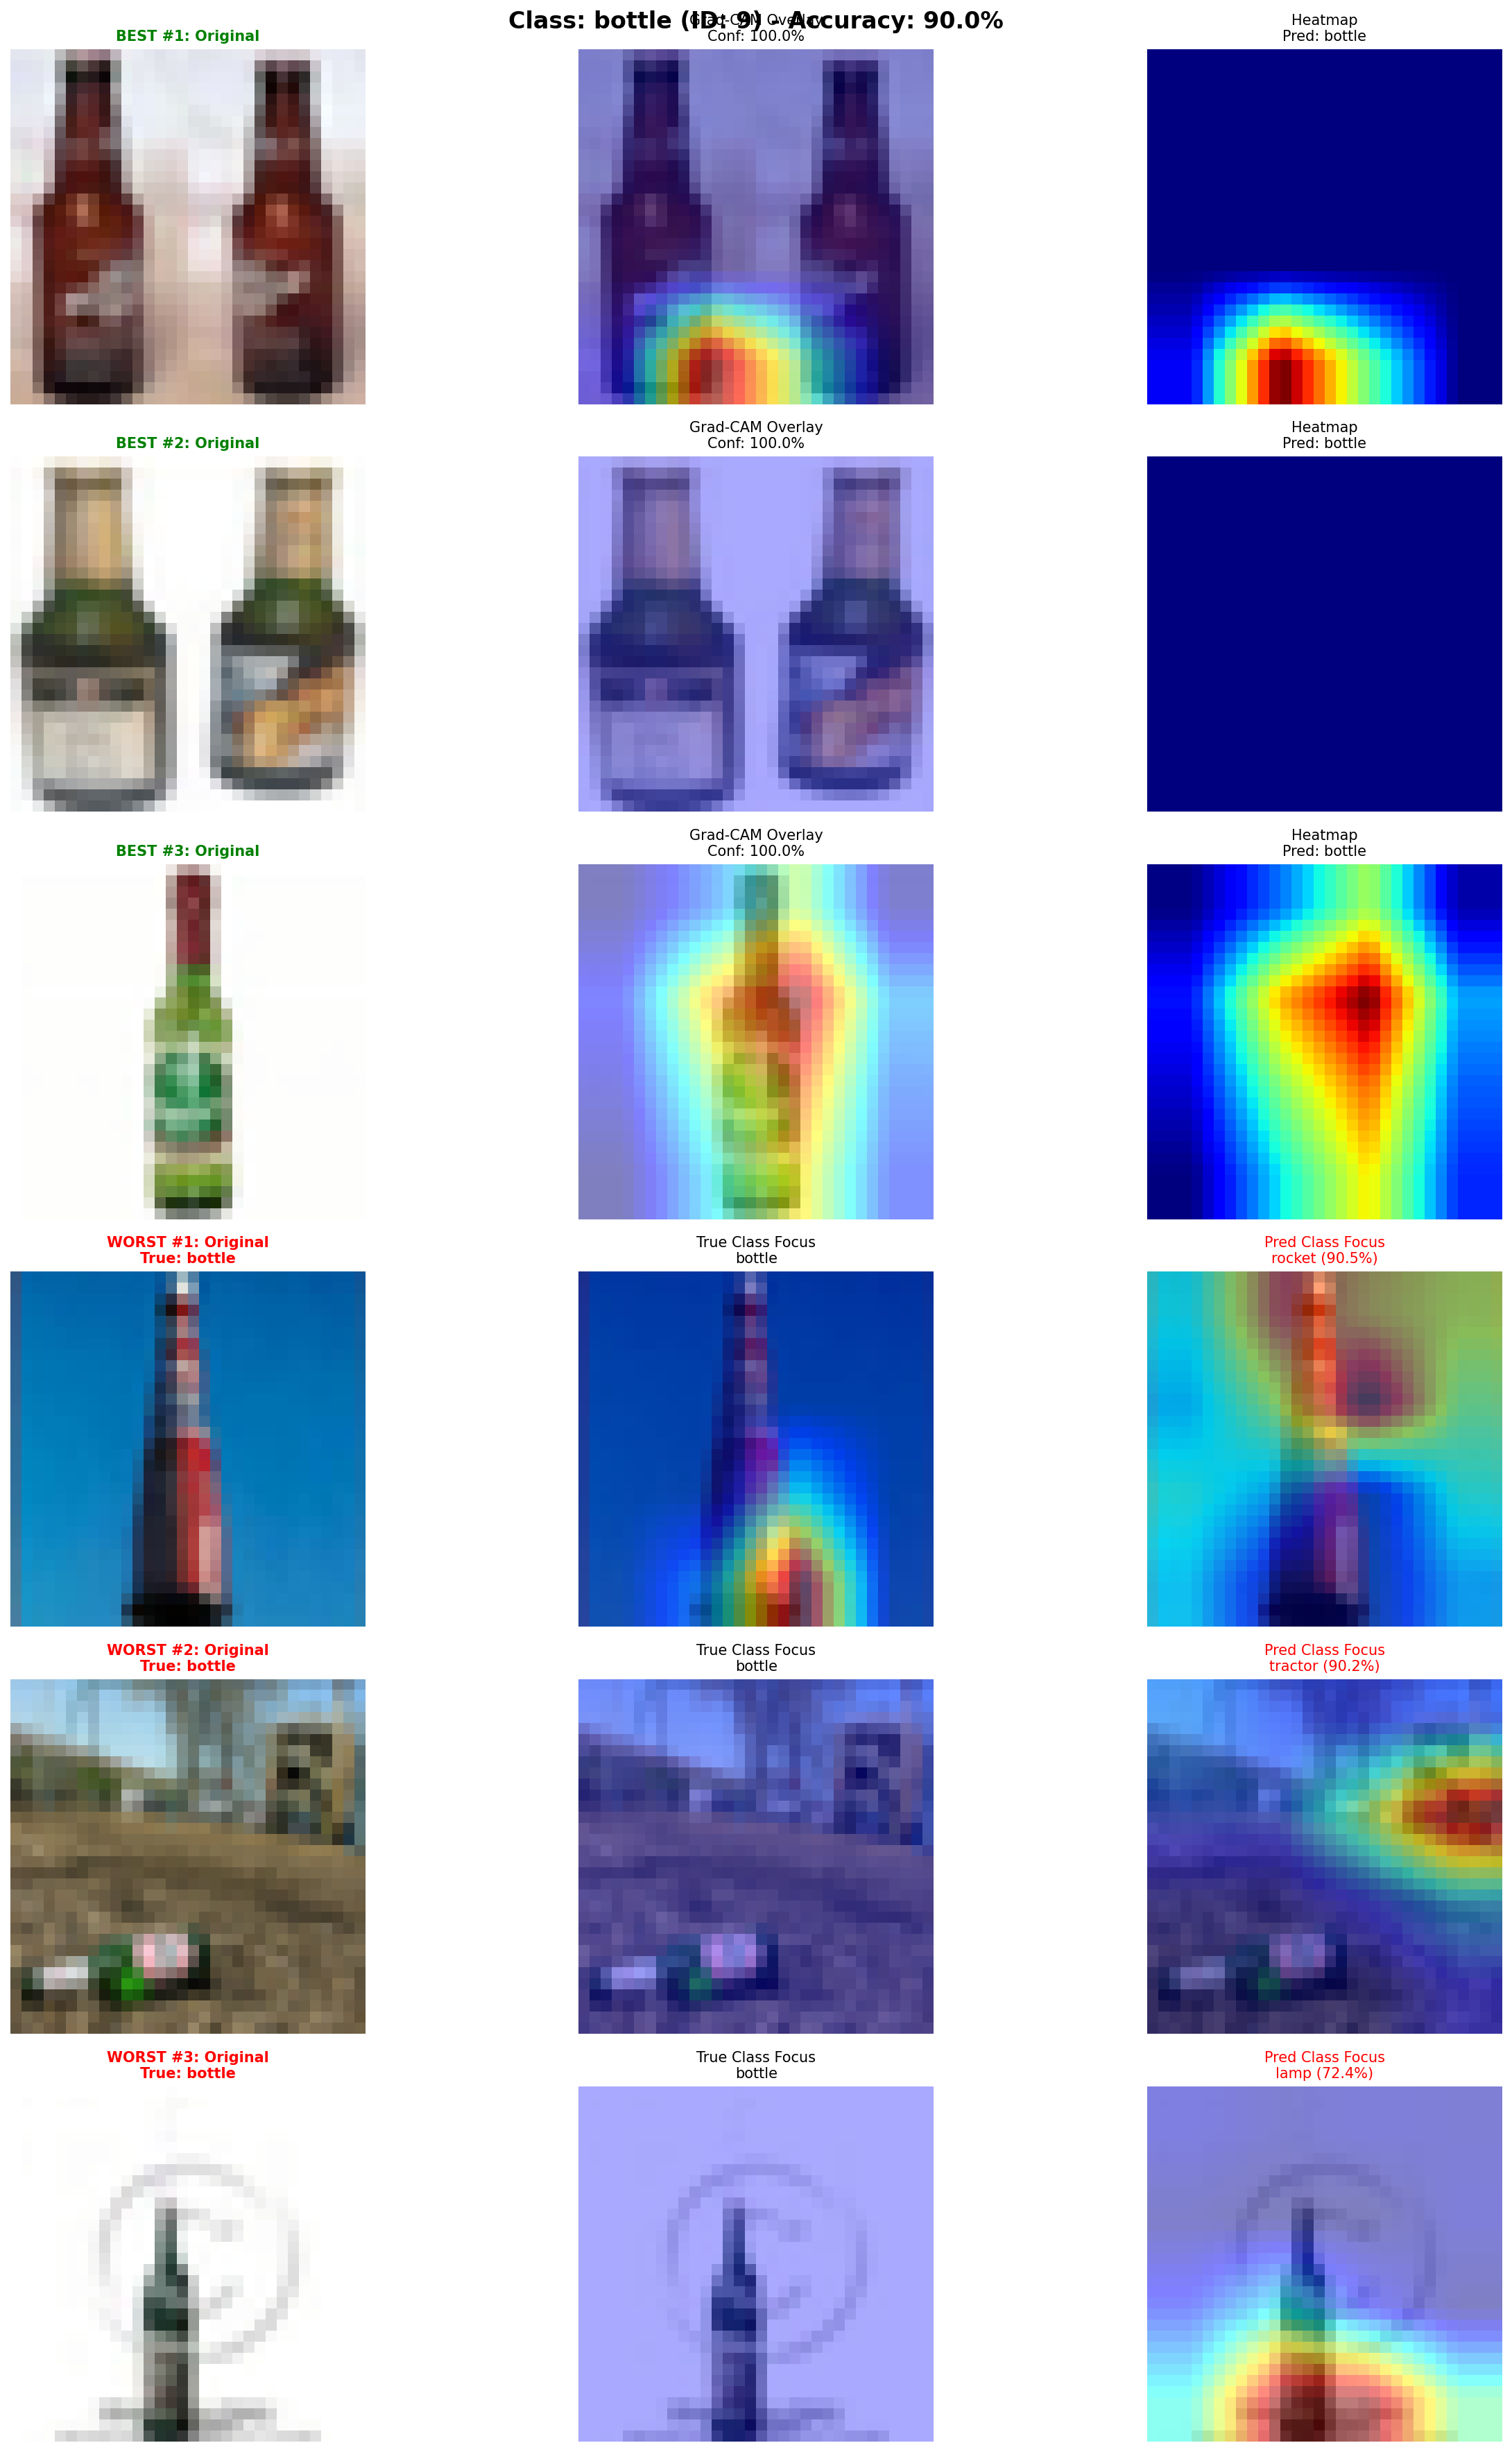 Class: bottle (ID: 9) - Accuracy: 90.0%
BEST #1: Original
Grad-CAM Overlay
Conf: 100.0%
Heatmap
Pred: bottle
BEST #2: Original
Grad-CAM Overlay
Conf: 100.0%
Heatmap
Pred: bottle
BEST #3: Original
Grad-CAM Overlay
Conf: 100.0%
Heatmap
Pred: bottle
WORST #1: Original
True: bottle
True Class Focus
bottle
Pred Class Focus
rocket (90.5%)
WORST #2: Original
True: bottle
True Class Focus
bottle
Pred Class Focus
tractor (90.2%)
WORST #3: Original
True: bottle
True Class Focus
bottle
Pred Class Focus
lamp (72.4%)